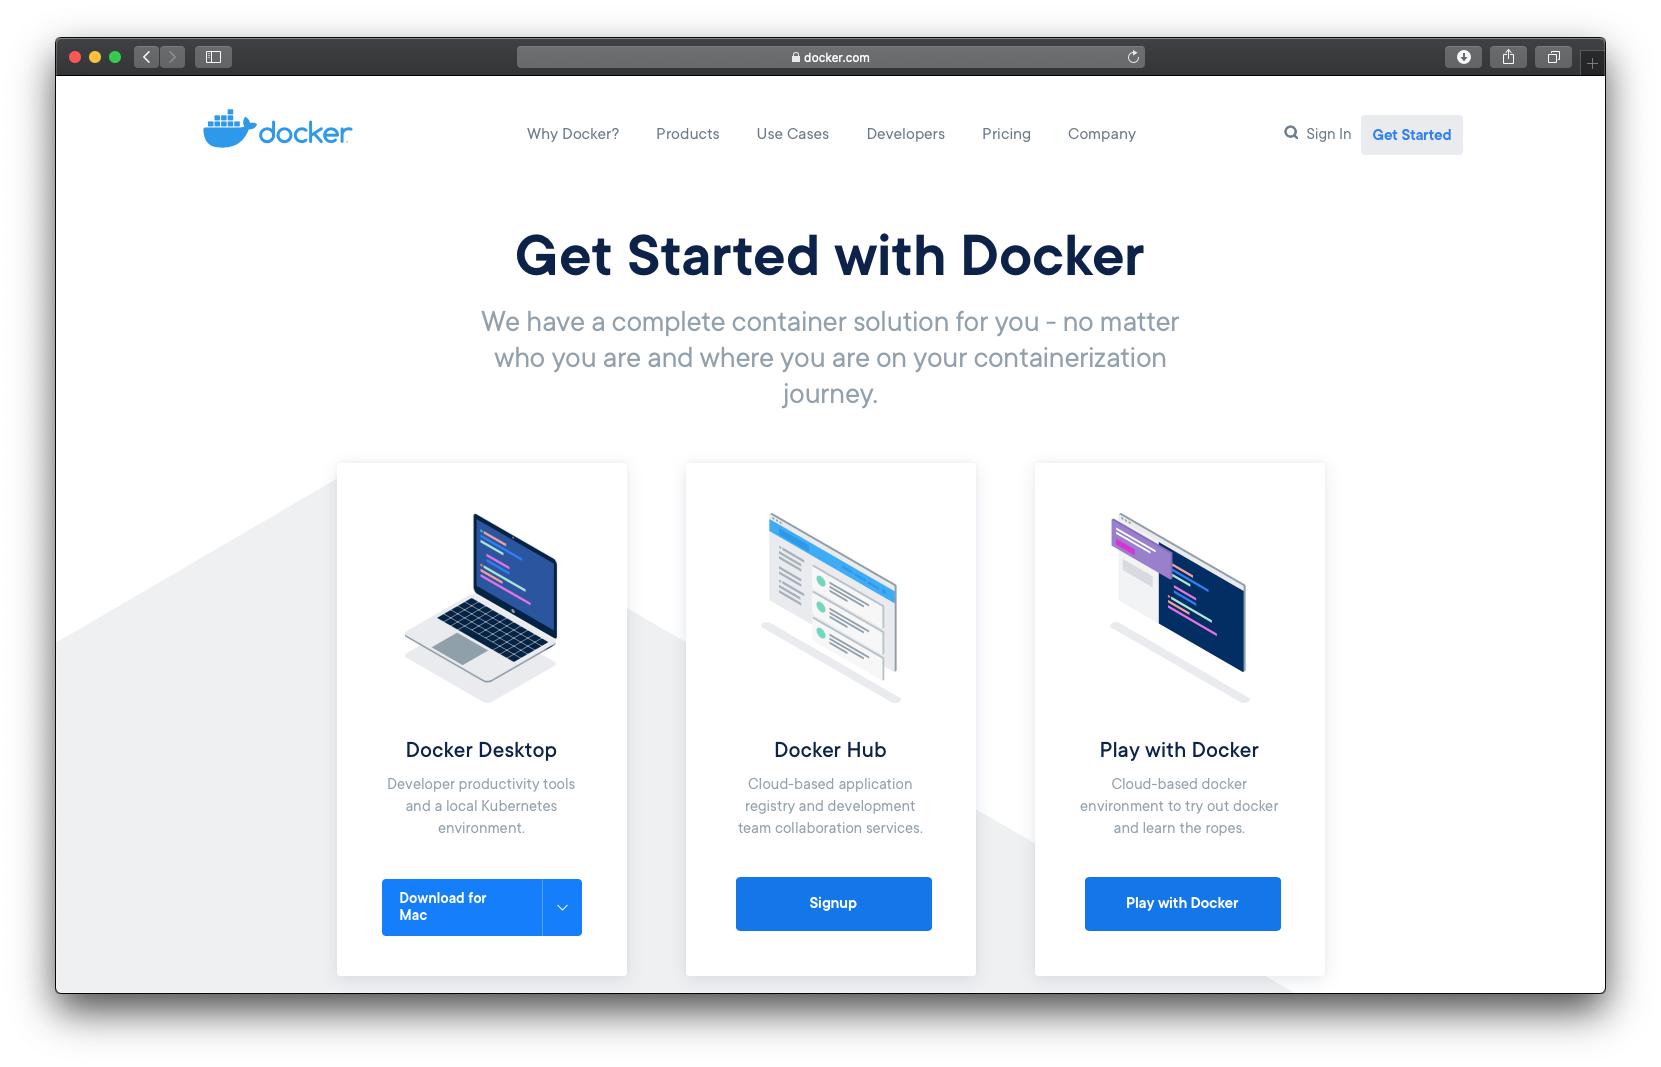 docker.com
docker
Why Docker? Products Use Cases Developers Pricing Company Sign In Get Started
Get Started with Docker
We have a complete container solution for you - no matter
who you are and where you are on your containerization
journey.
Docker Desktop
Developer productivity tools
and a local Kubernetes
environment.
Download for
Mac
Docker Hub
Cloud-based application
registry and development
team collaboration services.
Signup
Play with Docker
Cloud-based docker
environment to try out docker
and learn the ropes.
Play with Docker